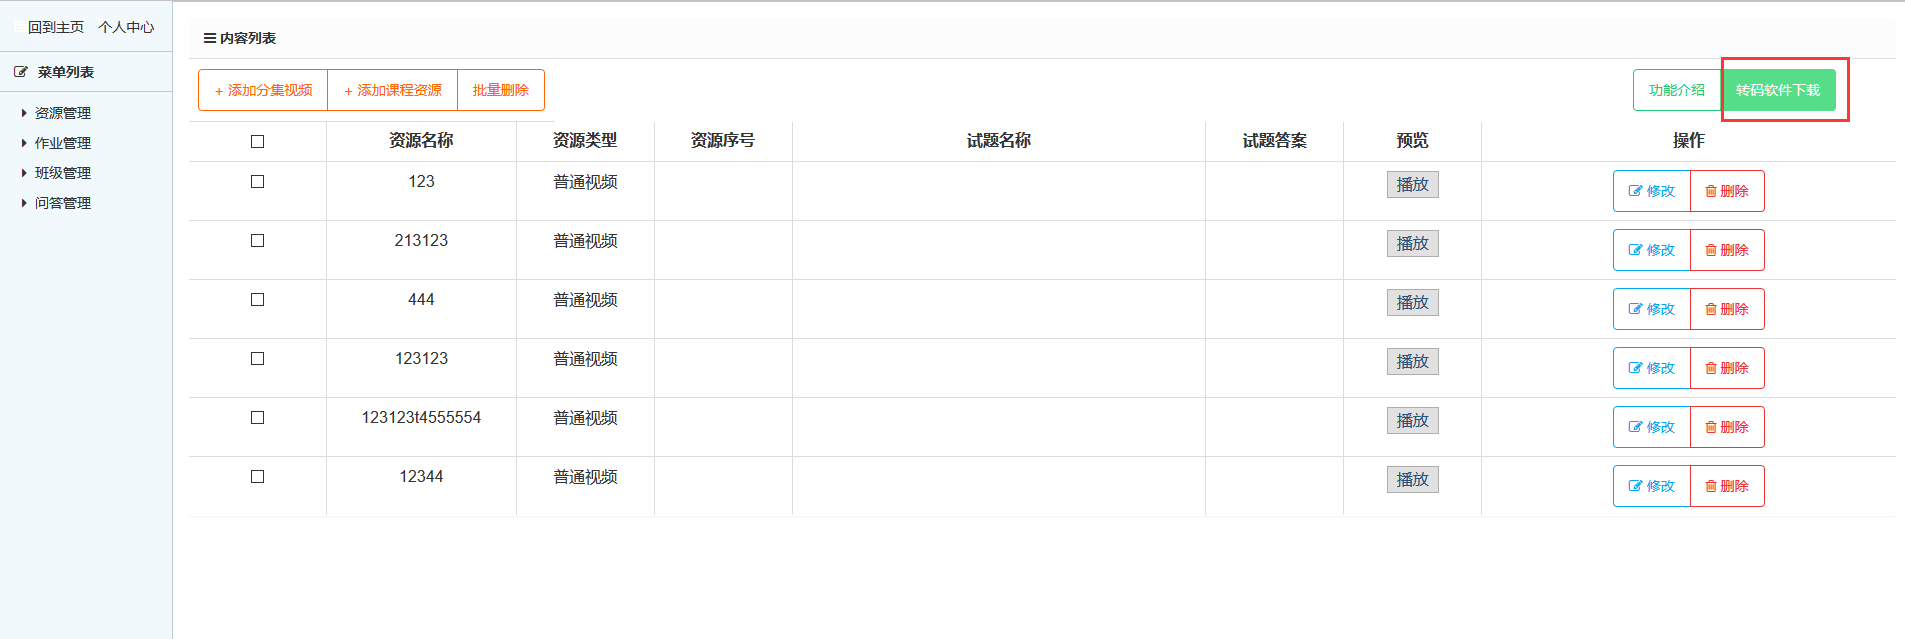 回到主页 个人中心
菜单列表
资源管理
作业管理
班级管理
问答管理
内容列表
+ 添加分集视频 + 添加课程资源 批量删除 功能介绍 转码软件下载
资源名称 资源类型 资源序号 试题名称 试题答案 预览 操作
123 普通视频 播放 修改 删除
213123 普通视频 播放 修改 删除
444 普通视频 播放 修改 删除
123123 普通视频 播放 修改 删除
123123t4555554 普通视频 播放 修改 删除
12344 普通视频 播放 修改 删除